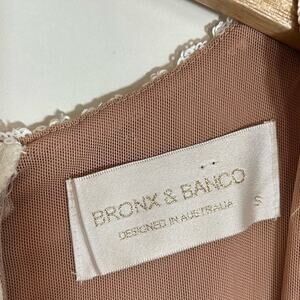 BRONX & BANCO
DESIGNED IN AUSTRALIA
S